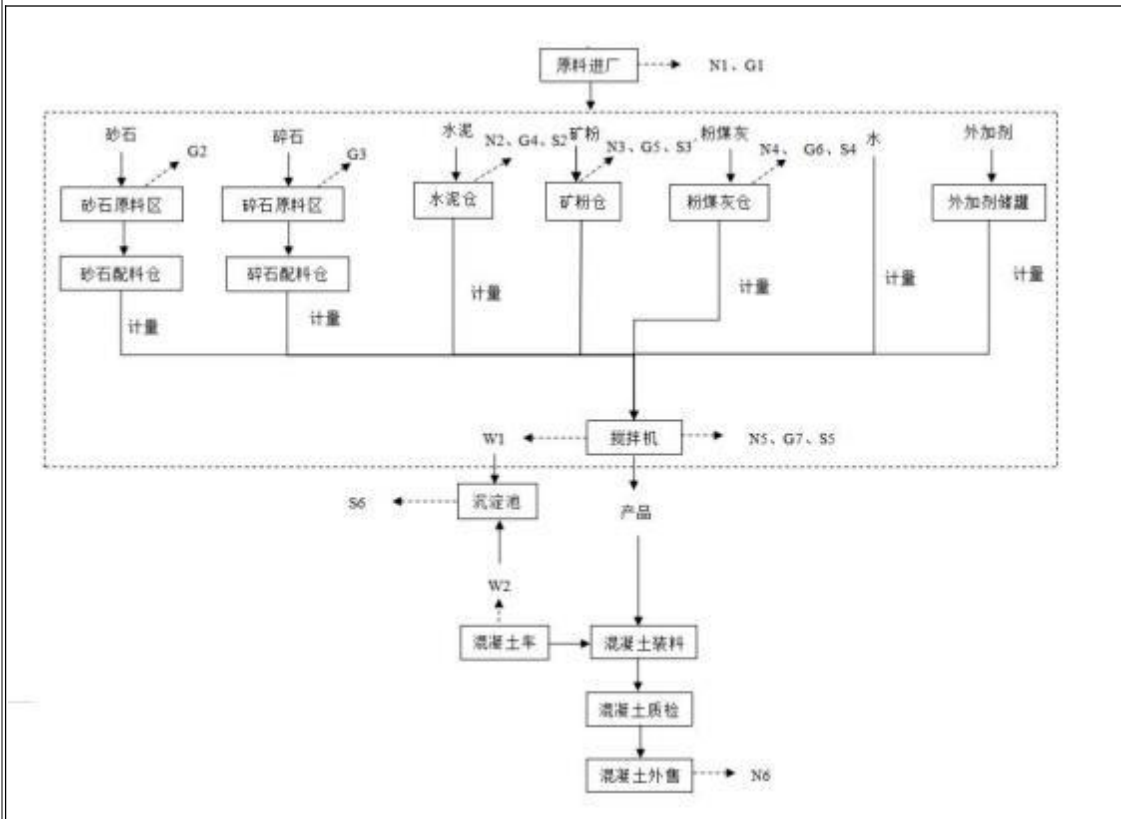 原料进厂
N1、G1
砂石
碎石
水泥
矿粉
粉煤灰
水
外加剂
G2
G3
N2、G4、S2
N3、G5、S3
N4、 G6、S4
砂石原料区
碎石原料区
水泥仓
矿粉仓
粉煤灰仓
外加剂储罐
砂石配料仓
碎石配料仓
计量
计量
计量
计量
计量
计量
W1
搅拌机
N5、G7、S5
S6
沉淀池
产品
W2
混凝土车
混凝土装料
混凝土质检
混凝土外售
N6